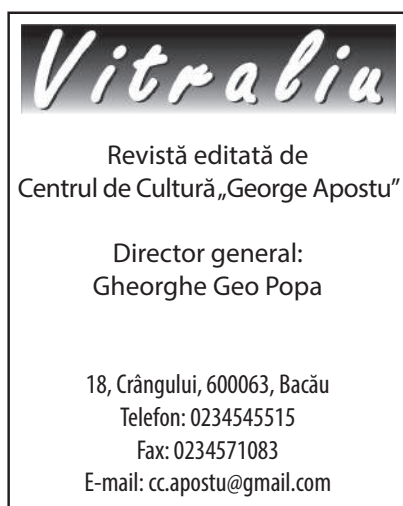 Vitraliu
Revistă editată de
Centrul de Cultură „George Apostu”
Director general:
Gheorghe Geo Popa
18, Crângului, 600063, Bacău
Telefon: 0234545515
Fax: 0234571083
E-mail: cc.apostu@gmail.com